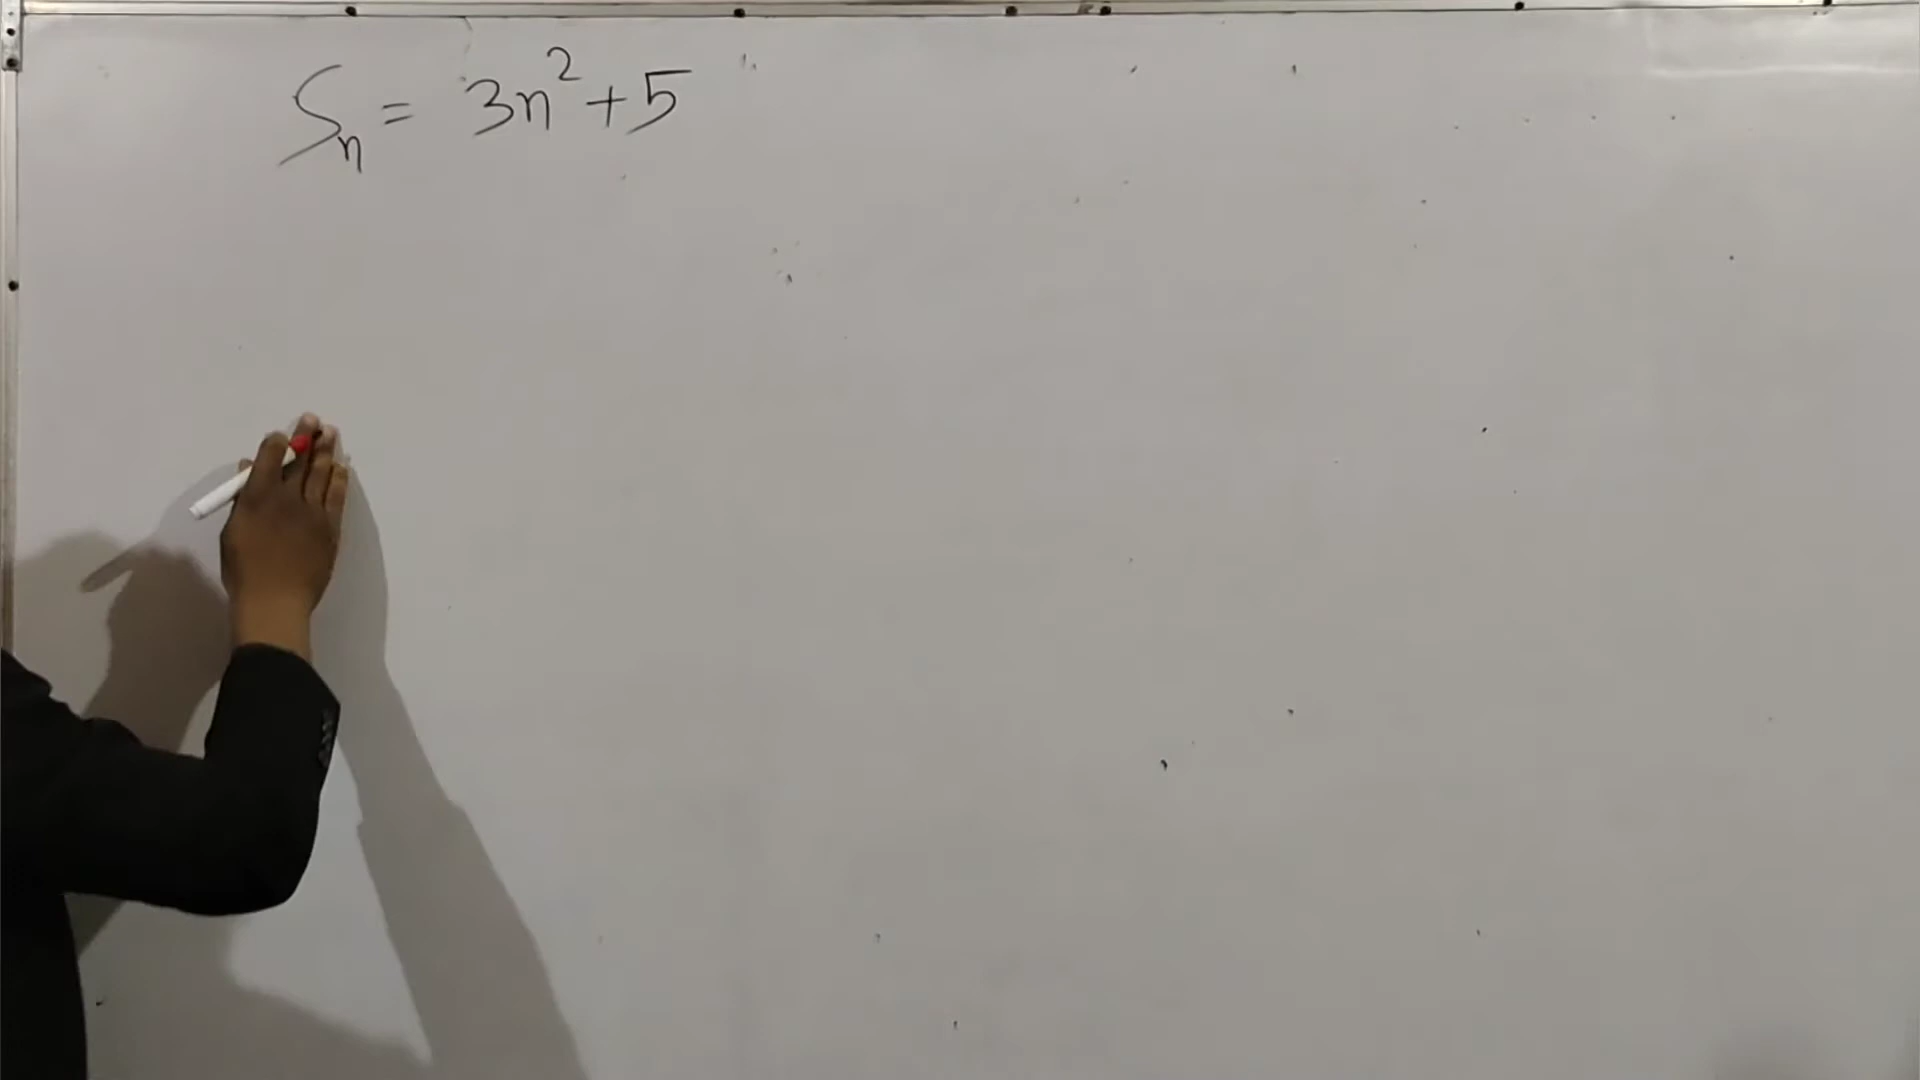 Sₙ = 3n² + 5